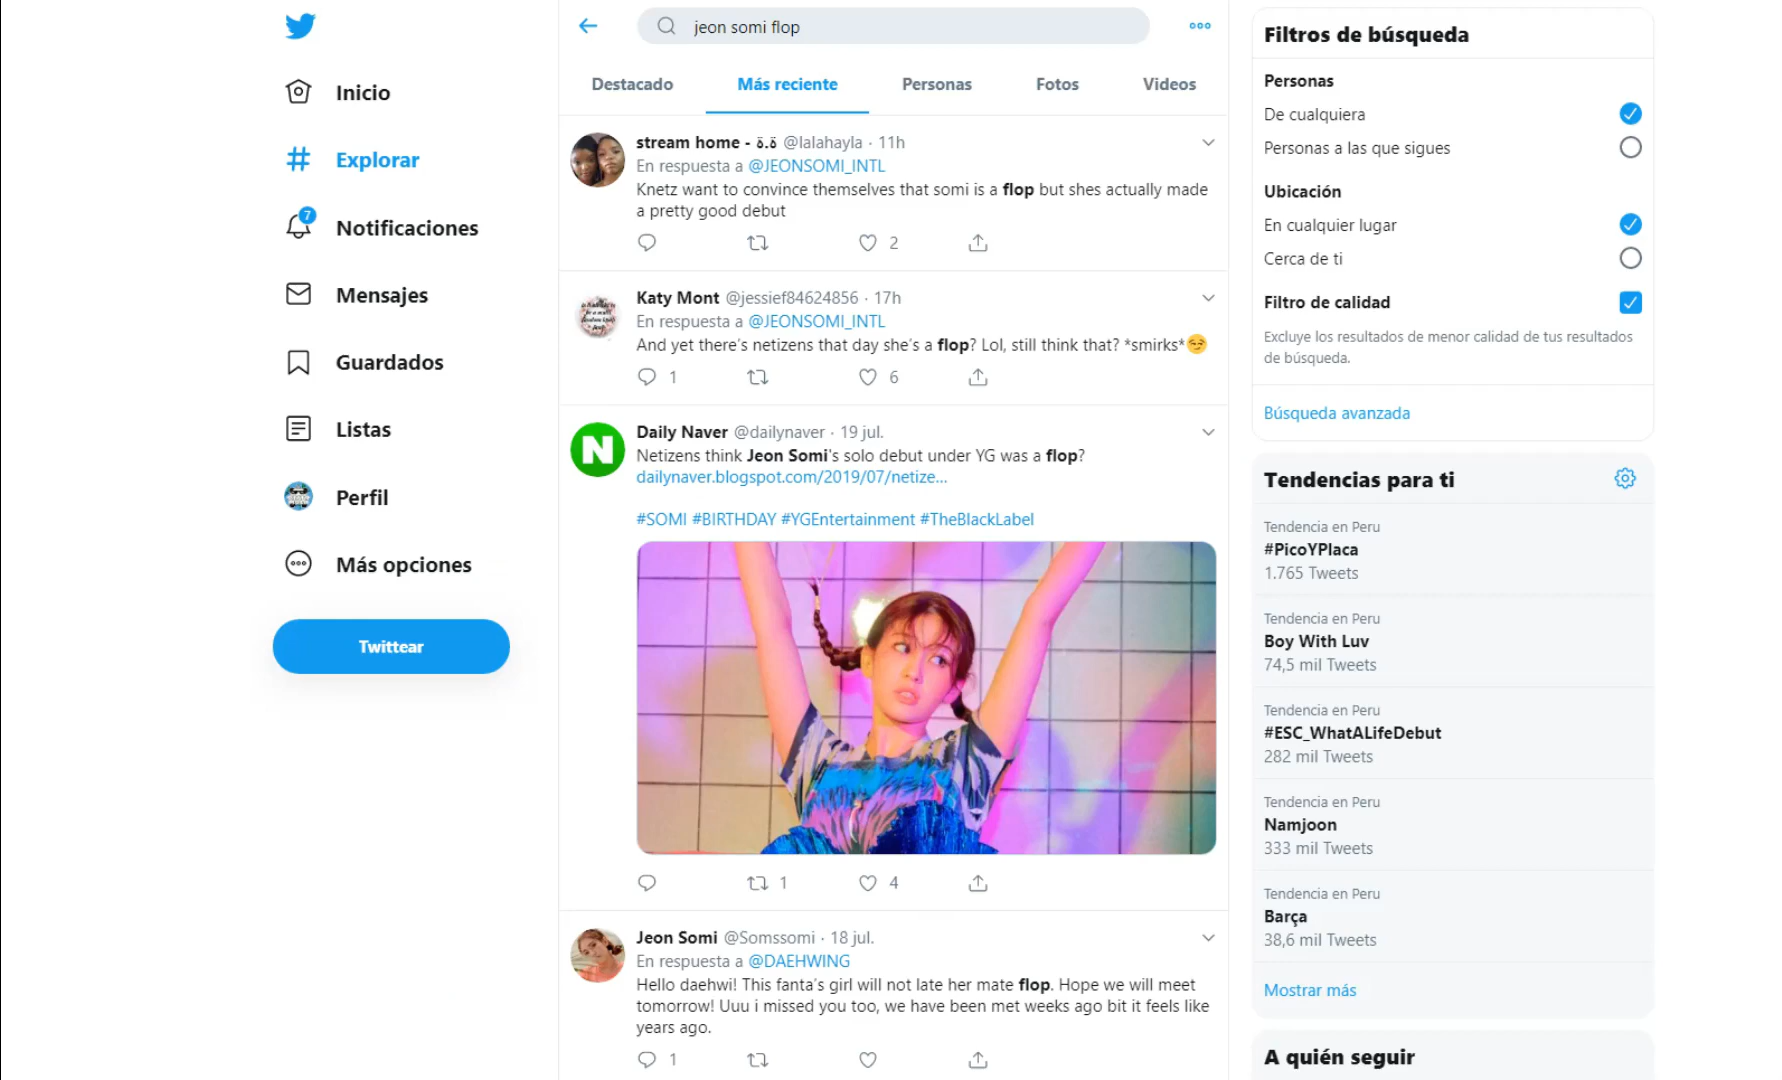 jeon somi flop
Inicio
Explorar
7
Notificaciones
Mensajes
Guardados
Listas
Perfil
Más opciones
Twittear
Destacado
Más reciente
Personas
Fotos
Videos
stream home - ö.ö @lalahayla · 11h
En respuesta a @JEONSOMI_INTL
Knetz want to convince themselves that somi is a flop but shes actually made
a pretty good debut
2
Katy Mont @jessief84624856 · 17h
En respuesta a @JEONSOMI_INTL
And yet there's netizens that day she's a flop? Lol, still think that? *smirks*😏
1
6
N
Daily Naver @dailynaver · 19 jul.
Netizens think Jeon Somi's solo debut under YG was a flop?
dailynaver.blogspot.com/2019/07/netize...
#SOMI #BIRTHDAY #YGEntertainment #TheBlackLabel
1
4
Jeon Somi @Somssomi · 18 jul.
En respuesta a @DAEHWING
Hello daehwi! This fanta's girl will not late her mate flop. Hope we will meet
tomorrow! Uuu i missed you too, we have been met weeks ago bit it feels like
years ago.
1
Filtros de búsqueda
Personas
De cualquiera
Personas a las que sigues
Ubicación
En cualquier lugar
Cerca de ti
Filtro de calidad
Excluye los resultados de menor calidad de tus resultados
de búsqueda.
Búsqueda avanzada
Tendencias para ti
Tendencia en Peru
#PicoYPlaca
1.765 Tweets
Tendencia en Peru
Boy With Luv
74,5 mil Tweets
Tendencia en Peru
#ESC_WhatALifeDebut
282 mil Tweets
Tendencia en Peru
Namjoon
333 mil Tweets
Tendencia en Peru
Barça
38,6 mil Tweets
Mostrar más
A quién seguir